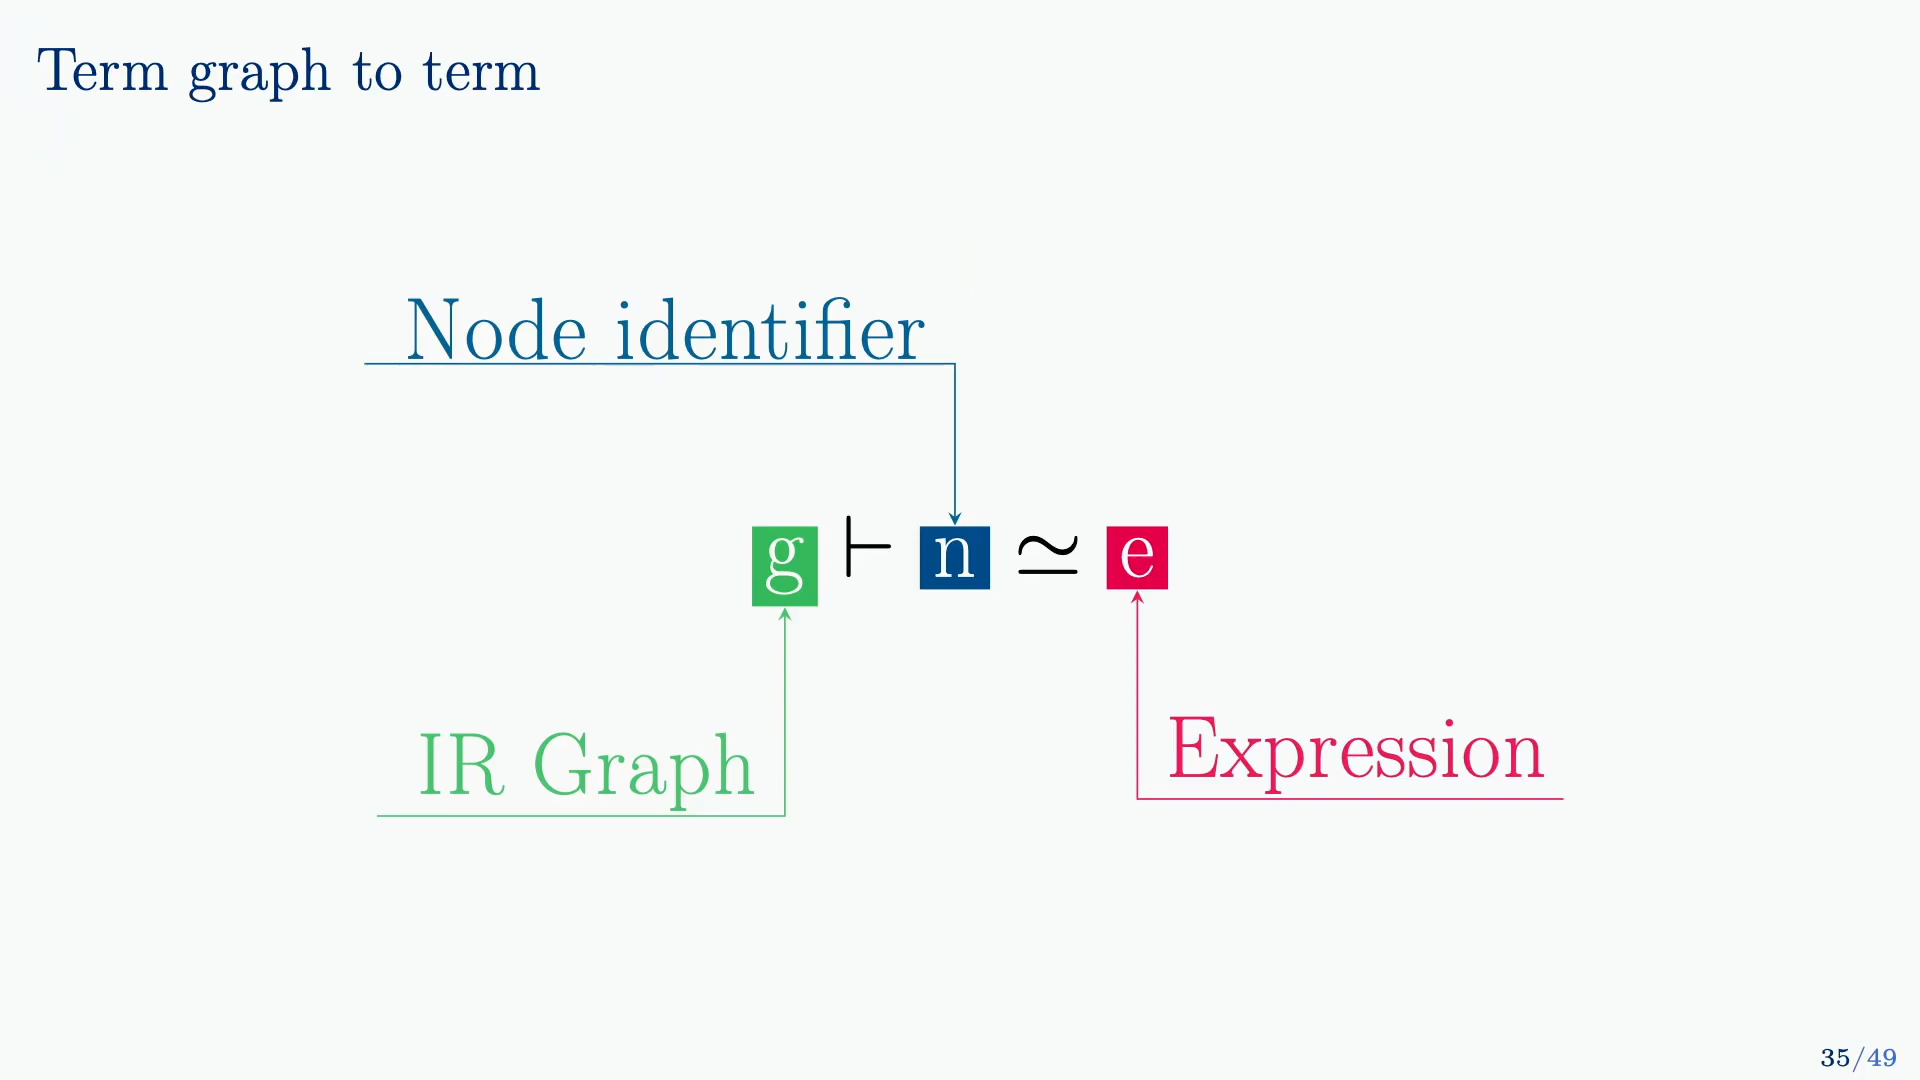 Term graph to term
Node identifier
g ⊢ n ≃ e
IR Graph
Expression
35/49